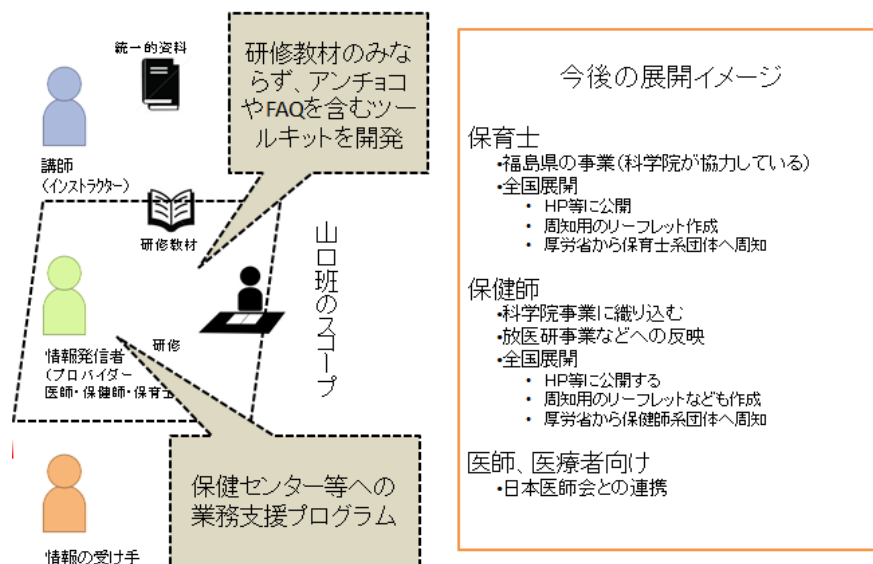 統一的資料
研修教材のみな
らず、アンチョコ
やFAQを含むツー
ルキットを開発
講師
(インストラクター)
研修教材
山口班のスコープ
研修
情報発信者
(プロバイダー
医師・保健師・保育士
保健センター等への
業務支援プログラム
情報の受け手
今後の展開イメージ
保育士
•福島県の事業(科学院が協力している)
•全国展開
• HP等に公開
• 周知用のリーフレット作成
• 厚労省から保育士系団体へ周知
保健師
•科学院事業に織り込む
•放医研事業などへの反映
•全国展開
• HP等に公開する
• 周知用のリーフレットなども作成
• 厚労省から保健師系団体へ周知
医師、医療者向け
•日本医師会との連携